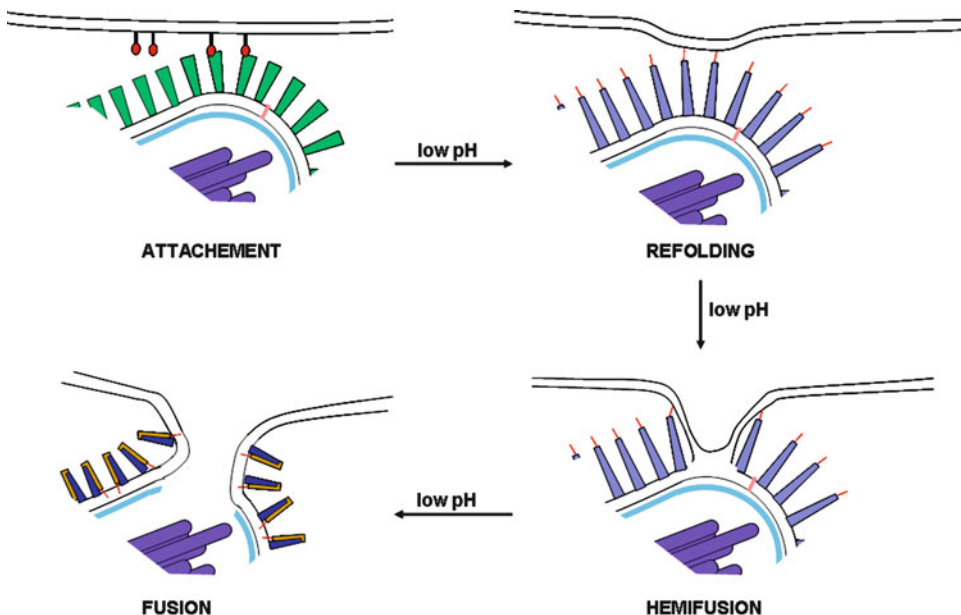 ATTACHEMENT
low pH
REFOLDING
low pH
HEMIFUSION
low pH
FUSION